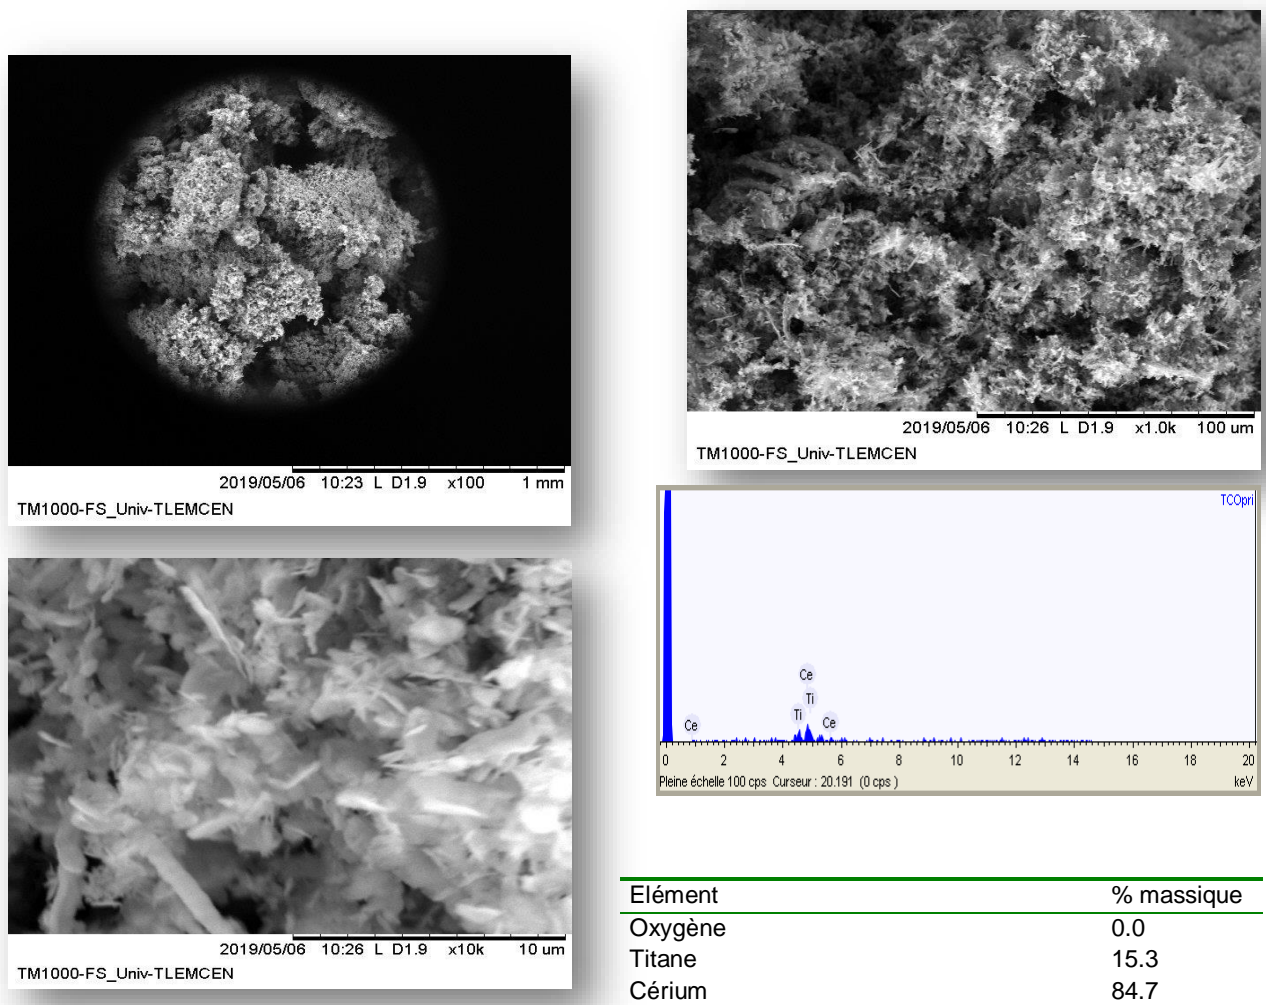 2019/05/06 10:23 L D1.9 x100 1 mm
TM1000-FS_Univ-TLEMCEN
2019/05/06 10:26 L D1.9 x1.0k 100 um
TM1000-FS_Univ-TLEMCEN
TCOpri
Ce
Ti
Ce
Ti
Ce
0 2 4 6 8 10 12 14 16 18 20
Pleine échelle 100 cps Curseur : 20.191 (0 cps ) keV
2019/05/06 10:26 L D1.9 x10k 10 um
TM1000-FS_Univ-TLEMCEN
Elément % massique
Oxygène 0.0
Titane 15.3
Cérium 84.7